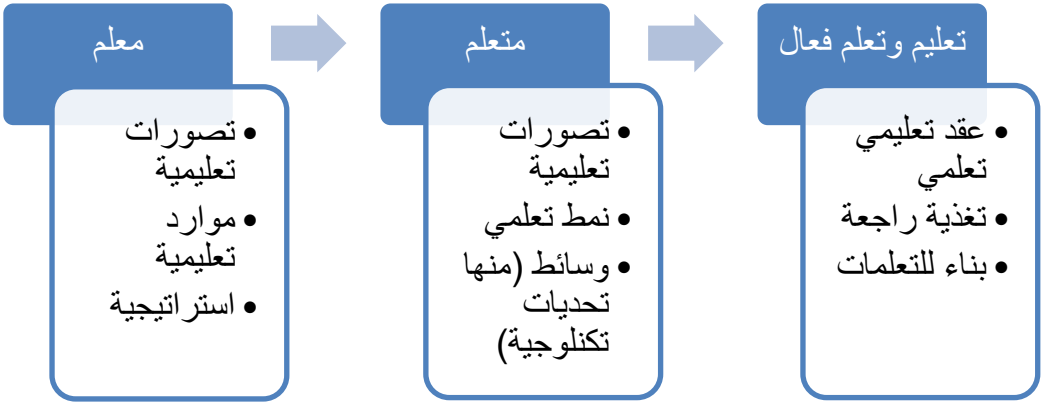 معلم
• تصورات
تعليمية
• موارد
تعليمية
• استراتيجية
متعلم
• تصورات
تعليمية
• نمط تعلمي
• وسائط (منها
تحديات
تكنلوجية)
تعليم وتعلم فعال
• عقد تعليمي
تعلمي
• تغذية راجعة
• بناء للتعلمات